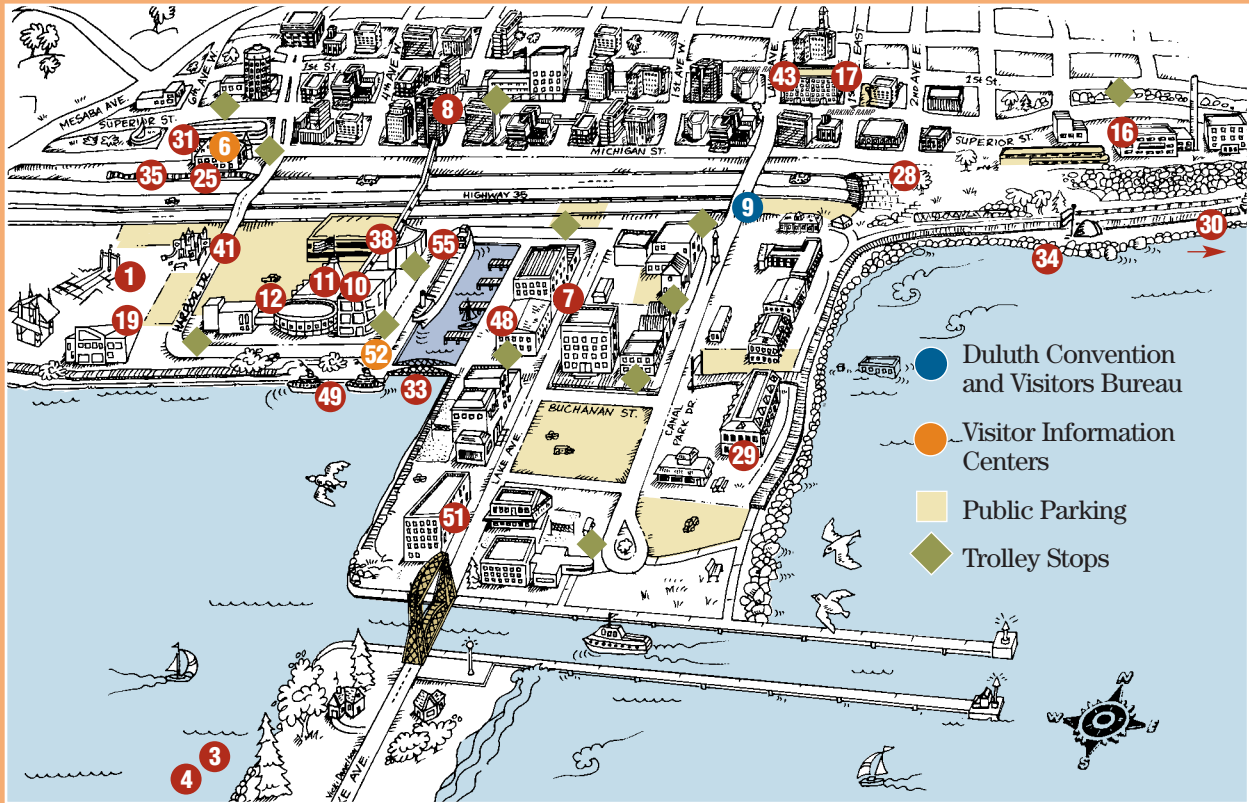 MESABA AVE.
6TH AVE. W.
SUPERIOR ST.
1st St.
4TH AVE. W.
1ST AVE W.
PARKING RAMP
AVE.
1ST
EAST
2ND AVE E.
1st St.
PARKING RAMP
SUPERIOR ST.
MICHIGAN ST.
HIGHWAY 35
HARBOR DR.
BUCHANAN ST.
CANAL
PARK DR.
LAKE AVE.
LAKE AVE.
8
43
17
16
31
6
35
25
28
9
30
34
41
38
55
1
11
10
12
7
19
48
52
33
49
29
51
3
4
Duluth Convention
and Visitors Bureau
Visitor Information
Centers
Public Parking
Trolley Stops
N
W
E
S